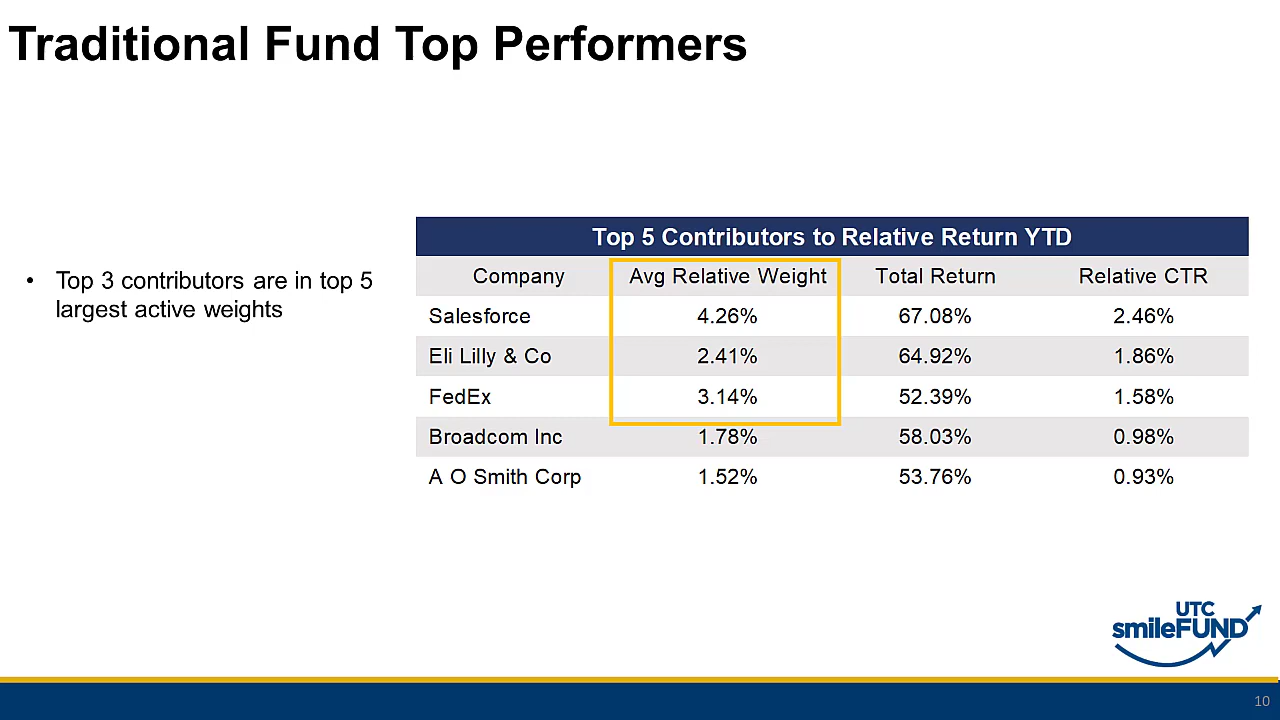 Traditional Fund Top Performers
• Top 3 contributors are in top 5
largest active weights
Top 5 Contributors to Relative Return YTD
Company Avg Relative Weight Total Return Relative CTR
Salesforce 4.26% 67.08% 2.46%
Eli Lilly & Co 2.41% 64.92% 1.86%
FedEx 3.14% 52.39% 1.58%
Broadcom Inc 1.78% 58.03% 0.98%
A O Smith Corp 1.52% 53.76% 0.93%
UTC
smileFUND
10